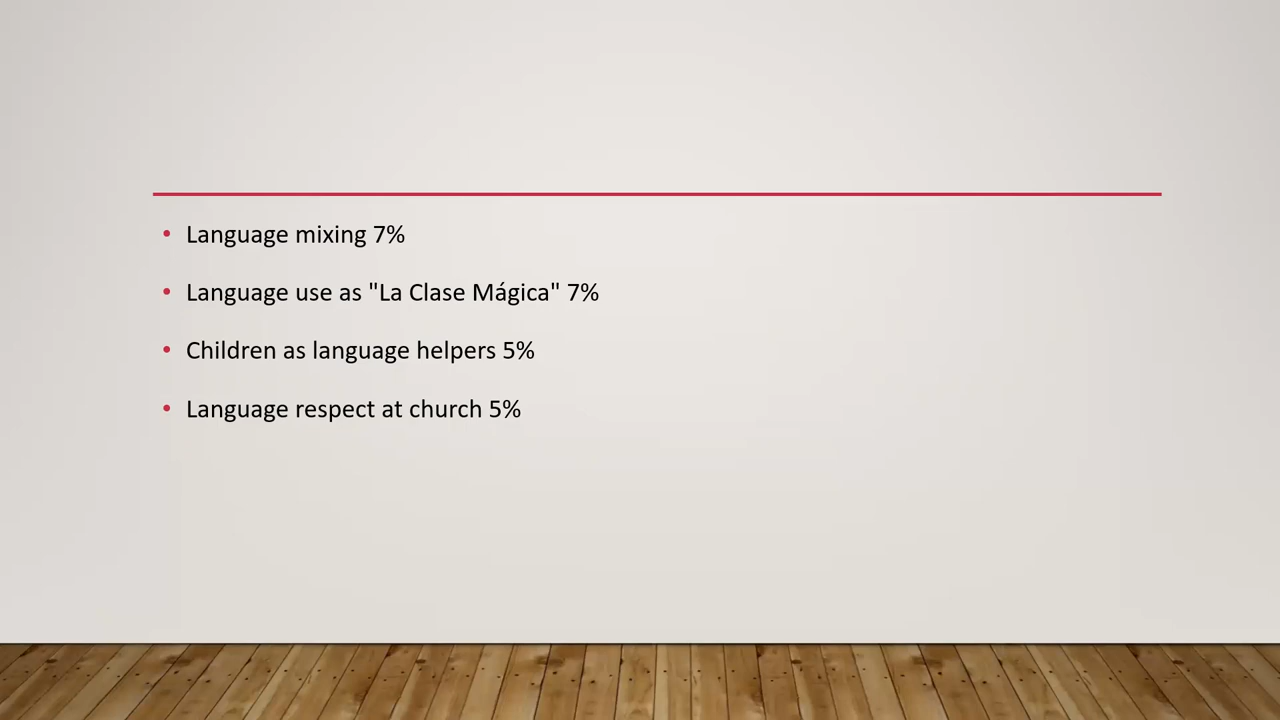 • Language mixing 7%
• Language use as "La Clase Mágica" 7%
• Children as language helpers 5%
• Language respect at church 5%